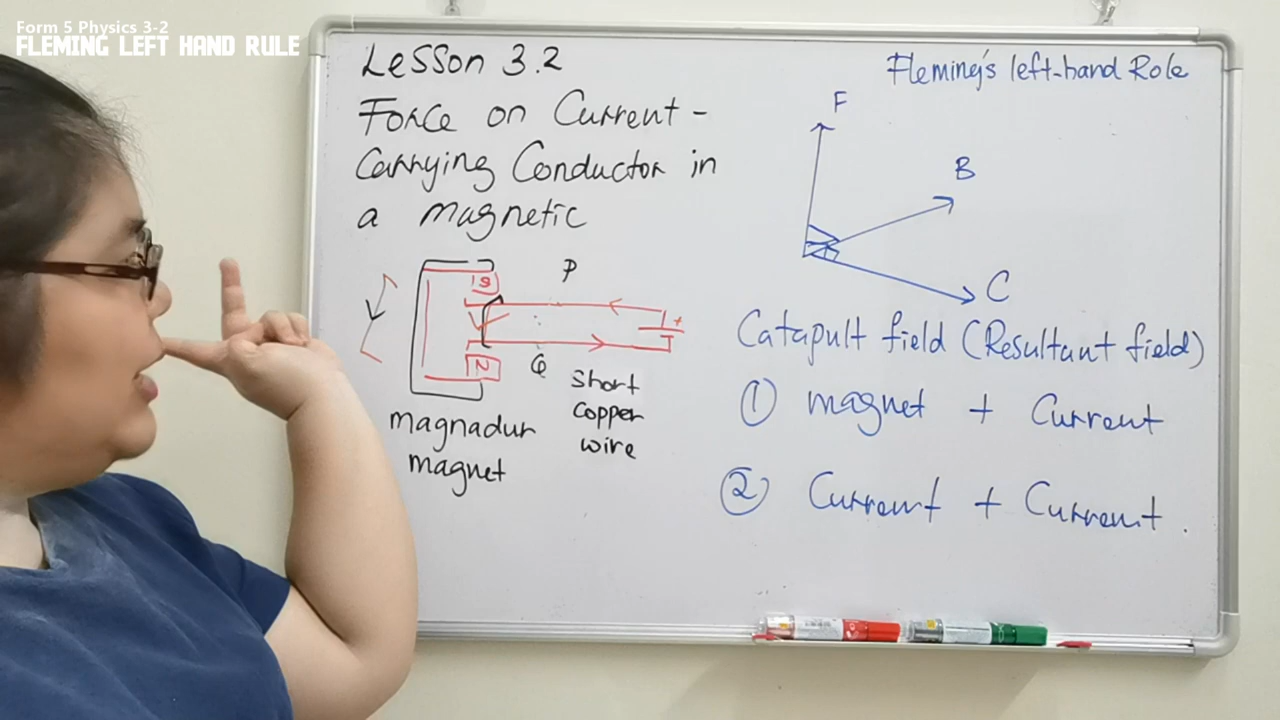 Form 5 Physics 3-2
FLEMING LEFT HAND RULE
Lesson 3.2
Force on Current-
Carrying Conductor in
a magnetic
P
S
+
N
Q
short
copper
wire
magnadur
magnet
Fleming's left-hand Role
F
B
C
Catapult field (Resultant field)
① magnet + Current
② Current + Current.